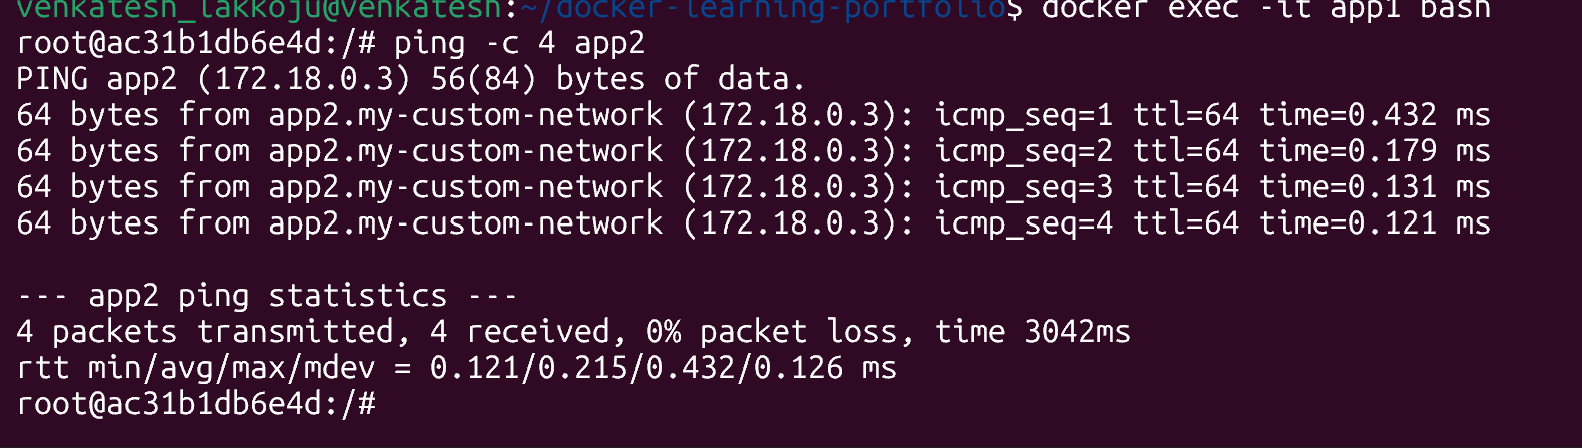 venkatesh_lakkoju@venkatesh:~/docker-learning-portfolio$ docker exec -it app1 bash
root@ac31b1db6e4d:/# ping -c 4 app2
PING app2 (172.18.0.3) 56(84) bytes of data.
64 bytes from app2.my-custom-network (172.18.0.3): icmp_seq=1 ttl=64 time=0.432 ms
64 bytes from app2.my-custom-network (172.18.0.3): icmp_seq=2 ttl=64 time=0.179 ms
64 bytes from app2.my-custom-network (172.18.0.3): icmp_seq=3 ttl=64 time=0.131 ms
64 bytes from app2.my-custom-network (172.18.0.3): icmp_seq=4 ttl=64 time=0.121 ms
--- app2 ping statistics ---
4 packets transmitted, 4 received, 0% packet loss, time 3042ms
rtt min/avg/max/mdev = 0.121/0.215/0.432/0.126 ms
root@ac31b1db6e4d:/#